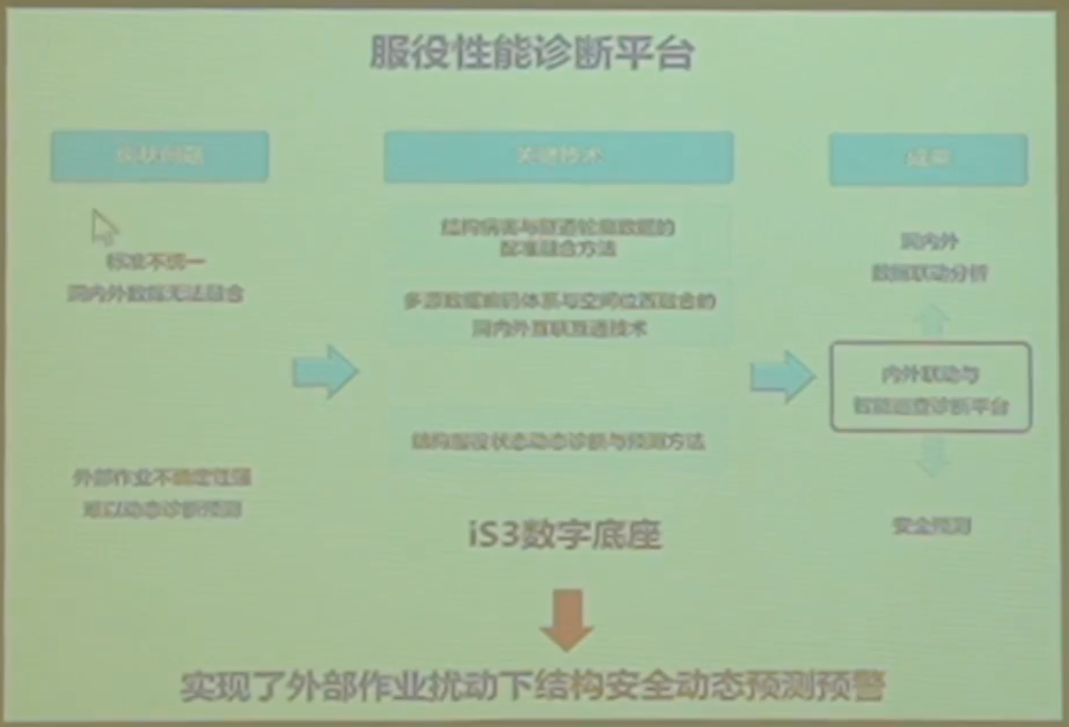 服役性能诊断平台
现状问题
关键技术
成果
标准不统一
洞内外数据无法融合
外部作业不确定性强
难以动态诊断预测
结构病害与隧道轮廓数据的
配准融合方法
多源数据编码体系与空间位置融合的
洞内外互联互通技术
结构服役状态动态诊断与预测方法
iS3数字底座
洞内外
数据联动分析
内外联动与
智能巡查诊断平台
安全预测
实现了外部作业扰动下结构安全动态预测预警